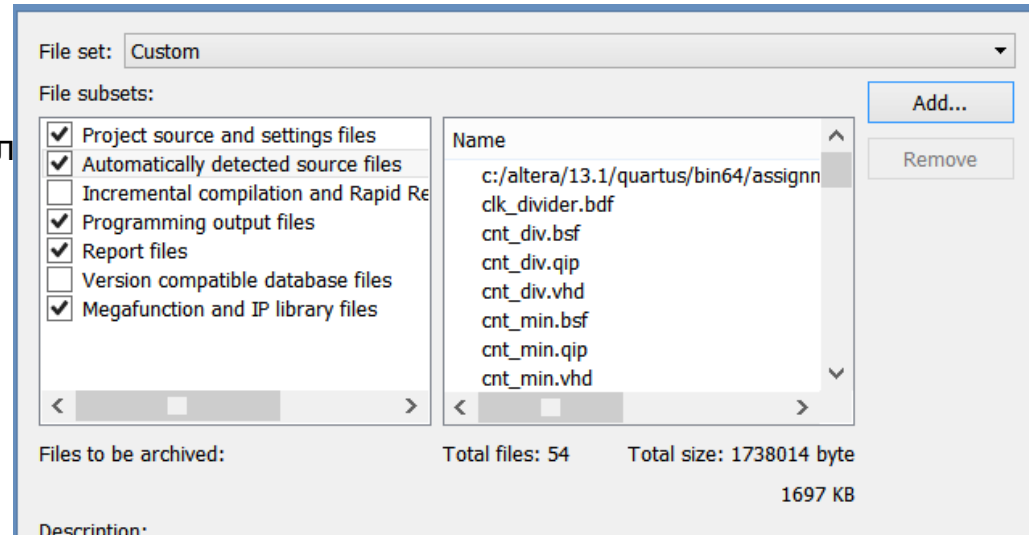 File set: Custom
File subsets:
Add...
Remove
Project source and settings files
Automatically detected source files
Incremental compilation and Rapid Re
Programming output files
Report files
Version compatible database files
Megafunction and IP library files
Name
c:/altera/13.1/quartus/bin64/assignn
clk_divider.bdf
cnt_div.bsf
cnt_div.qip
cnt_div.vhd
cnt_min.bsf
cnt_min.qip
cnt_min.vhd
Files to be archived:
Total files: 54
Total size: 1738014 byte
1697 KB
Description: